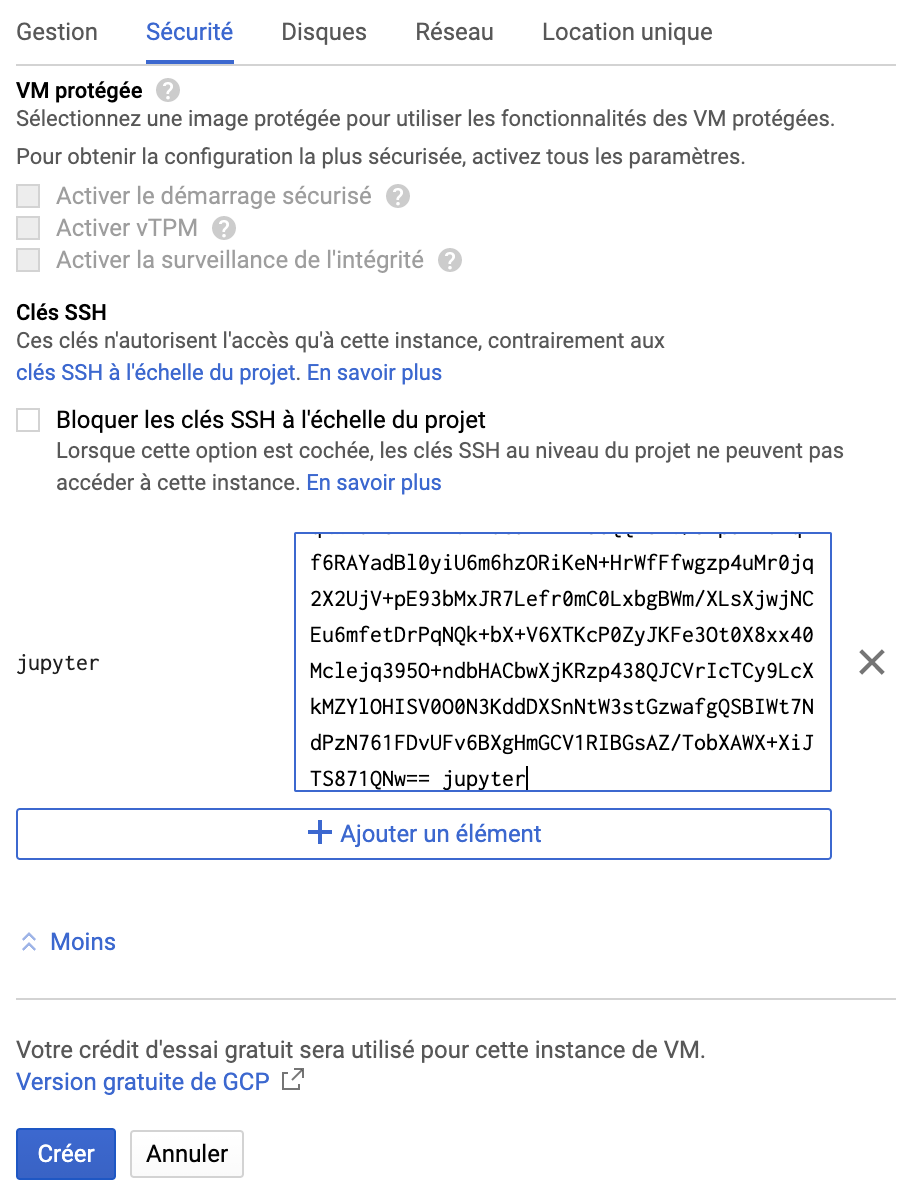 Gestion Sécurité Disques Réseau Location unique
VM protégée ?
Sélectionnez une image protégée pour utiliser les fonctionnalités des VM protégées.
Pour obtenir la configuration la plus sécurisée, activez tous les paramètres.
Activer le démarrage sécurisé ?
Activer vTPM ?
Activer la surveillance de l'intégrité ?
Clés SSH
Ces clés n'autorisent l'accès qu'à cette instance, contrairement aux
clés SSH à l'échelle du projet. En savoir plus
Bloquer les clés SSH à l'échelle du projet
Lorsque cette option est cochée, les clés SSH au niveau du projet ne peuvent pas
accéder à cette instance. En savoir plus
f6RAYadBl0yiU6m6hzORiKeN+HrWfFfwgzp4uMr0jq
2X2UjV+pE93bMxJR7Lefr0mC0LxbgBWm/XLsXjwjNC
Eu6mfetDrPqNQk+bX+V6XTKcP0ZyJKFe3Ot0X8xx40
jupyter
Mclejq395O+ndbHACbwXjKRzp438QJCVrIcTCy9LcX
kMZYlOHISV0O0N3KddDXSnNtW3stGzwafgQSBIWt7N
dPzN761FDvUFv6BXgHmGCV1RIBGsAZ/TobXAWX+XiJ
TS871QNw== jupyter
+ Ajouter un élément
Moins
Votre crédit d'essai gratuit sera utilisé pour cette instance de VM.
Version gratuite de GCP
Créer Annuler